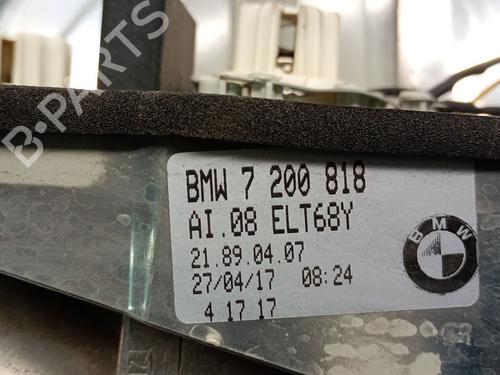 B-PARTS
BMW 7 200 818
AI.08 ELT68Y
21.89.04.07
27/04/17 08:24
4 17 17
BMW